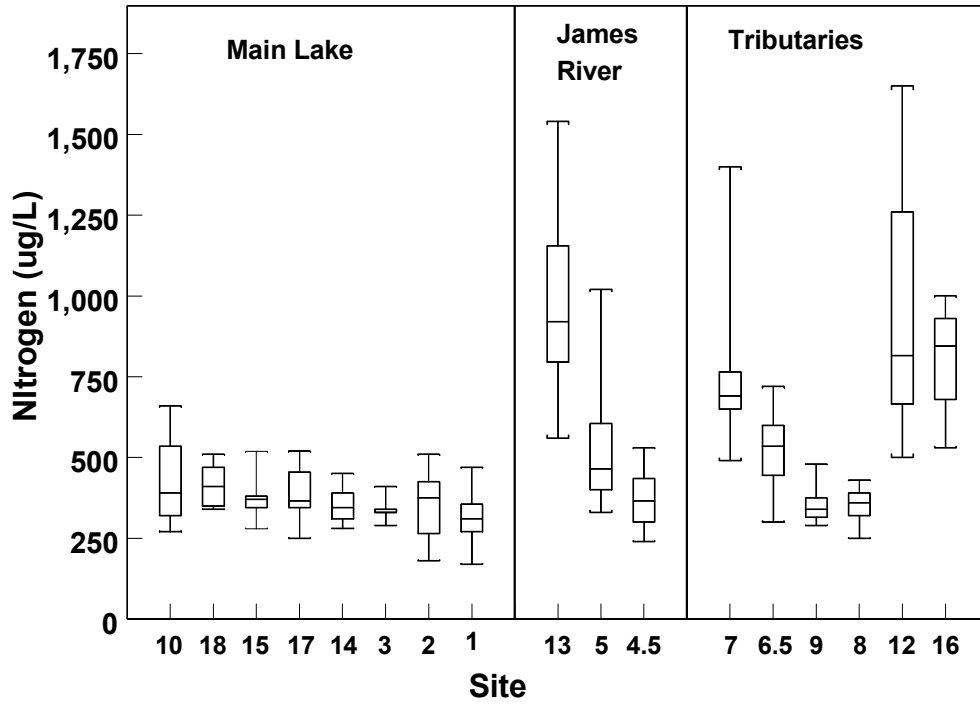 Main Lake
James
River
Tributaries
NItrogen (ug/L)
1,750
1,500
1,250
1,000
750
500
250
0
10 18 15 17 14 3 2 1 13 5 4.5 7 6.5 9 8 12 16
Site